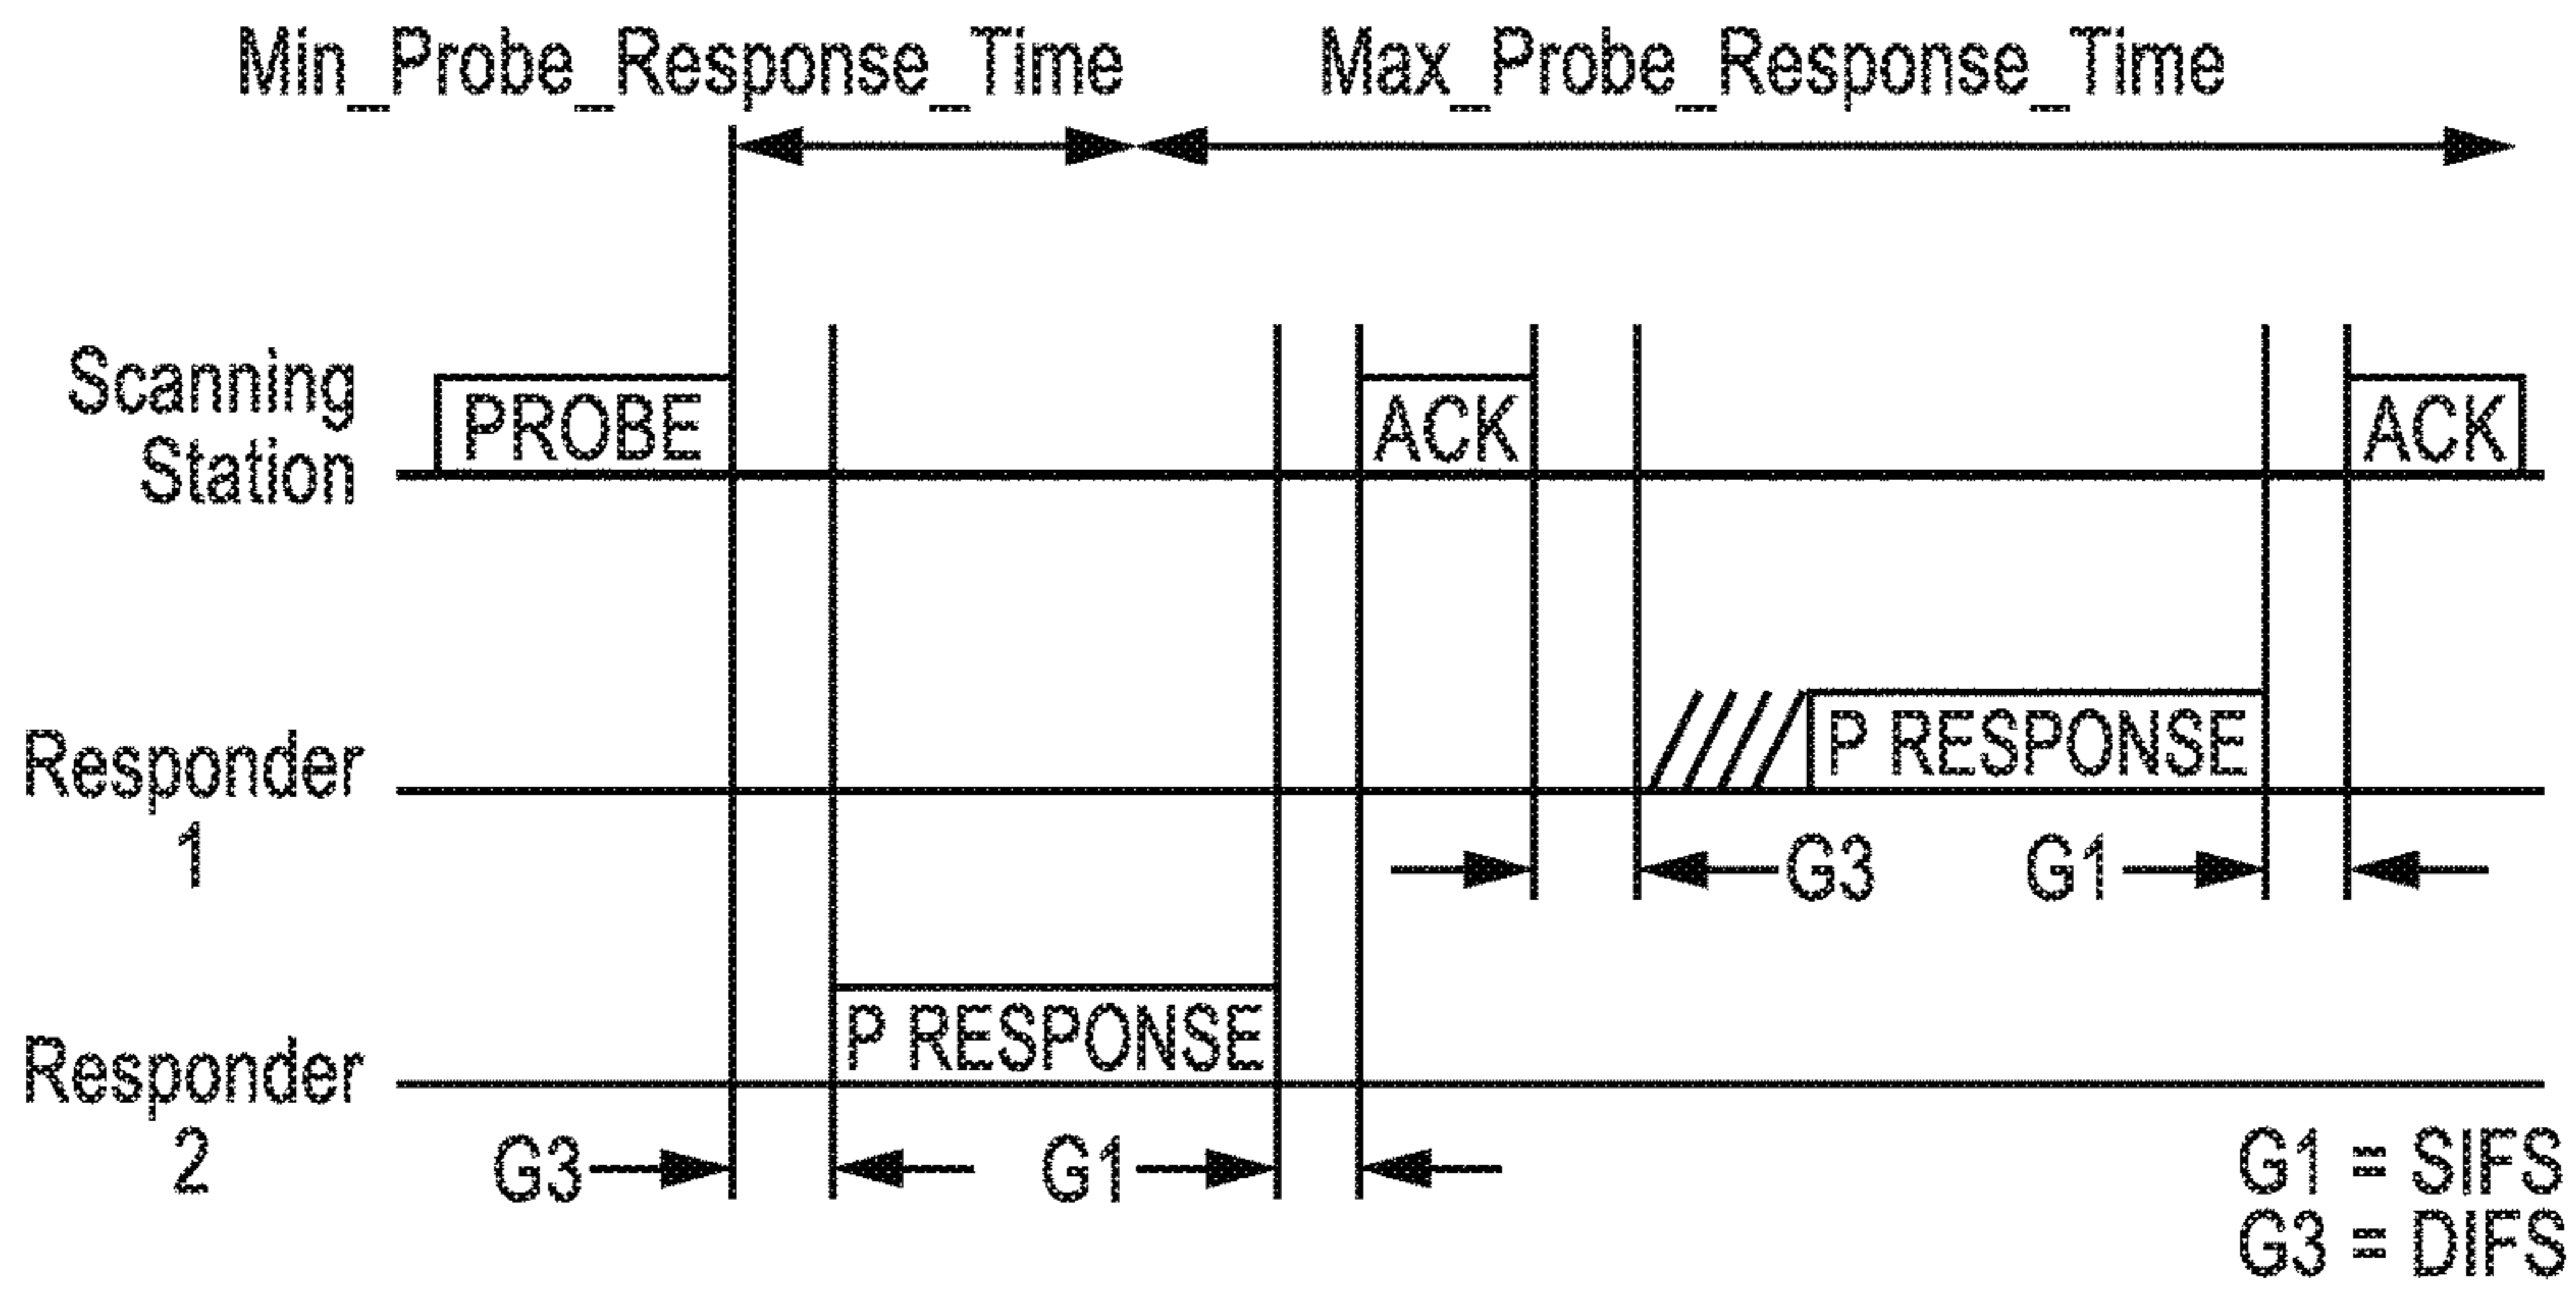 Min_Probe_Response_Time
Max_Probe_Response_Time
Scanning
Station
PROBE
ACK
ACK
Responder
1
P RESPONSE
G3
G1
Responder
2
P RESPONSE
G3
G1
G1 = SIFS
G3 = DIFS